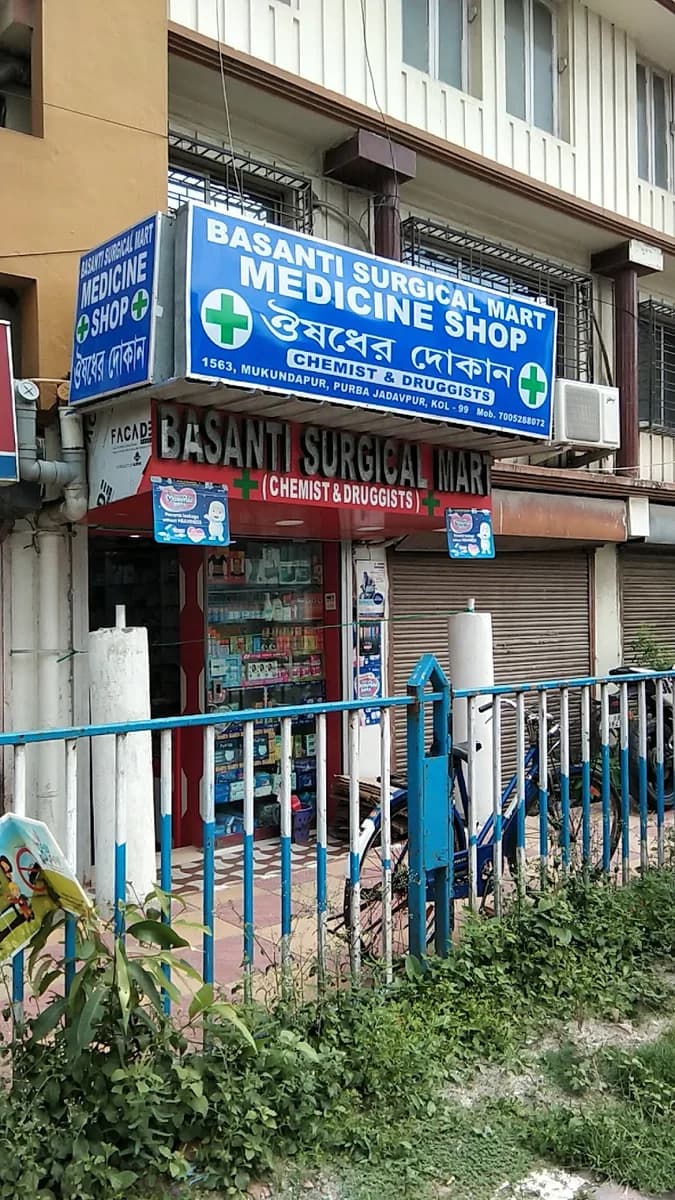 BASANTI SURGICAL MART
MEDICINE
SHOP
ঔষধের দোকান
BASANTI SURGICAL MART
MEDICINE SHOP
ঔষধের দোকান
CHEMIST & DRUGGISTS
1563, MUKUNDAPUR, PURBA JADAVPUR, KOL - 99 Mob. 7005288072
FACADE
BASANTI SURGICAL MART
(CHEMIST & DRUGGISTS)